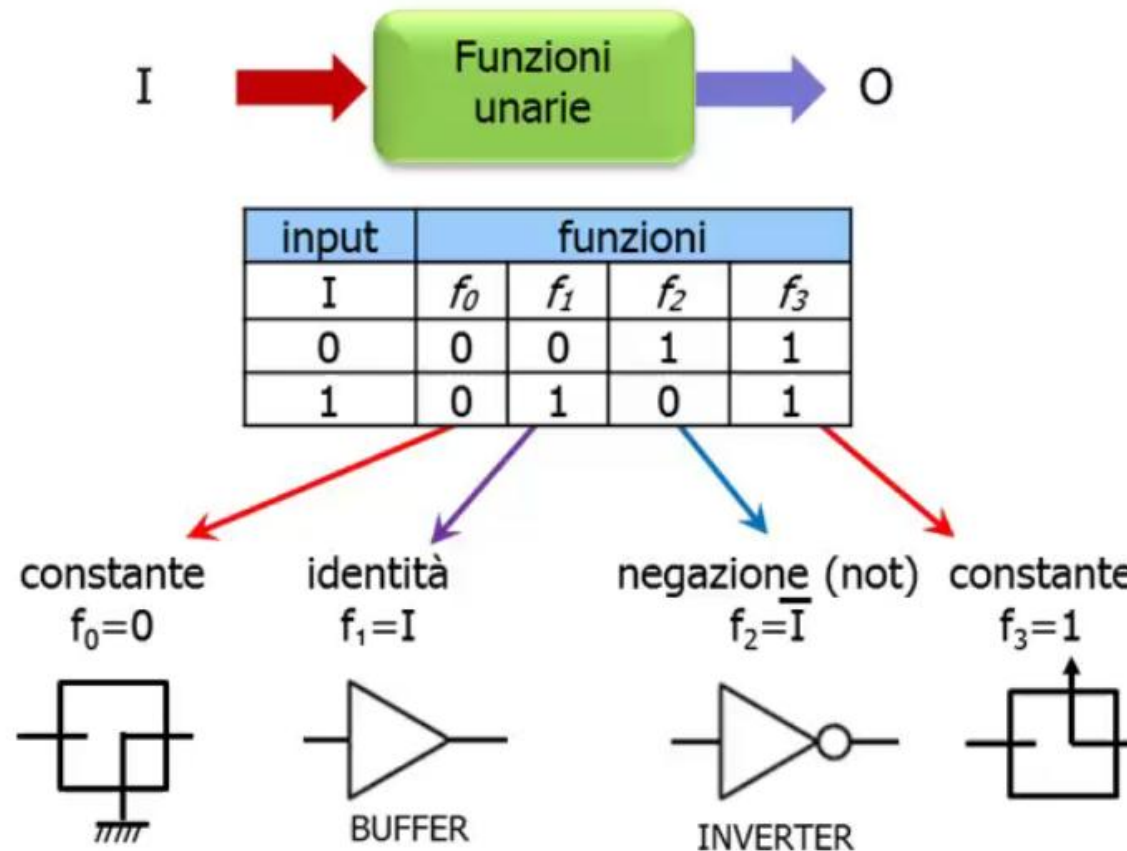 I Funzioni unarie O
input funzioni
I f₀ f₁ f₂ f₃
0 0 0 1 1
1 0 1 0 1
constante identità negazione (not) constante
f₀=0 f₁=I f₂=Ī f₃=1
BUFFER INVERTER